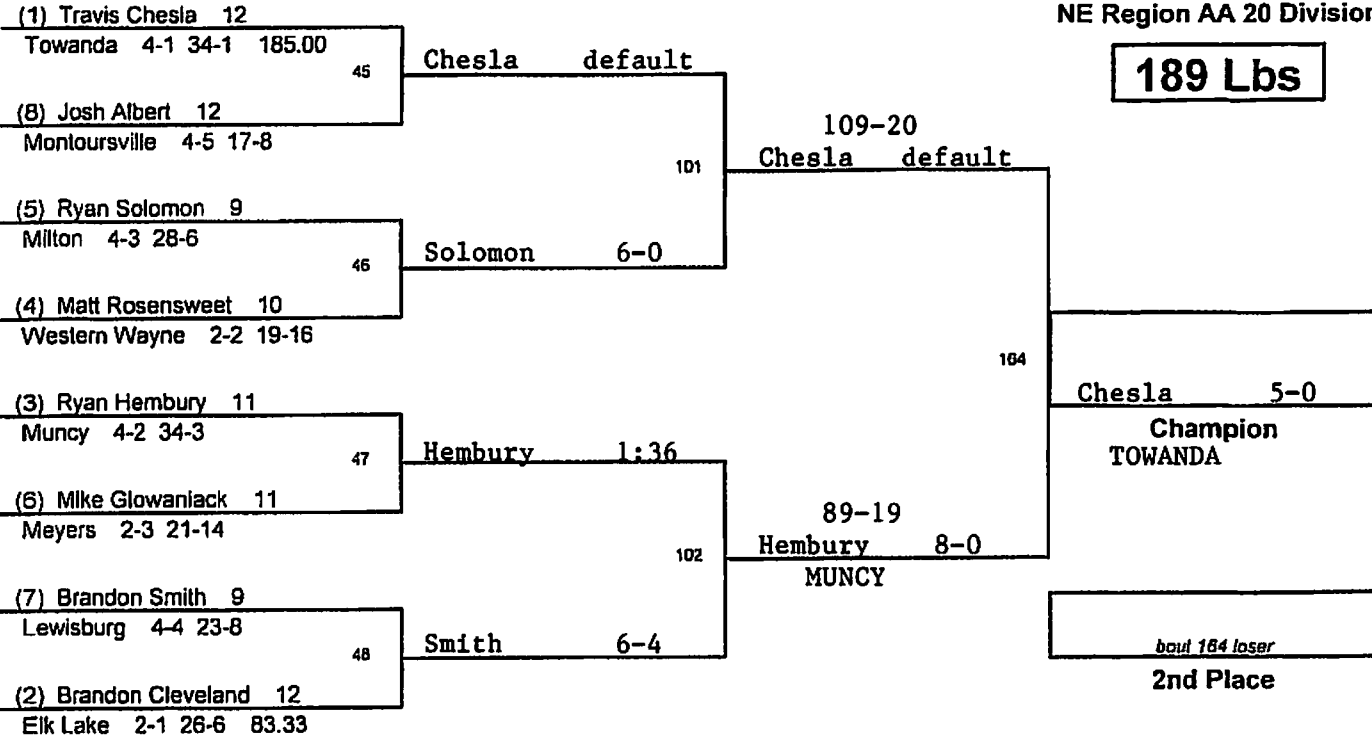 NE Region AA 20 Division
189 Lbs
(1) Travis Chesla 12
Towanda 4-1 34-1 185.00
45
Chesla default
(8) Josh Albert 12
Montoursville 4-5 17-8
109-20
101
Chesla default
(5) Ryan Solomon 9
Milton 4-3 28-6
46
Solomon 6-0
(4) Matt Rosensweet 10
Western Wayne 2-2 19-16
164
Chesla 5-0
Champion
TOWANDA
(3) Ryan Hembury 11
Muncy 4-2 34-3
47
Hembury 1:36
(6) Mike Glowaniack 11
Meyers 2-3 21-14
89-19
102
Hembury 8-0
MUNCY
(7) Brandon Smith 9
Lewisburg 4-4 23-8
48
Smith 6-4
bout 164 loser
2nd Place
(2) Brandon Cleveland 12
Elk Lake 2-1 26-6 83.33